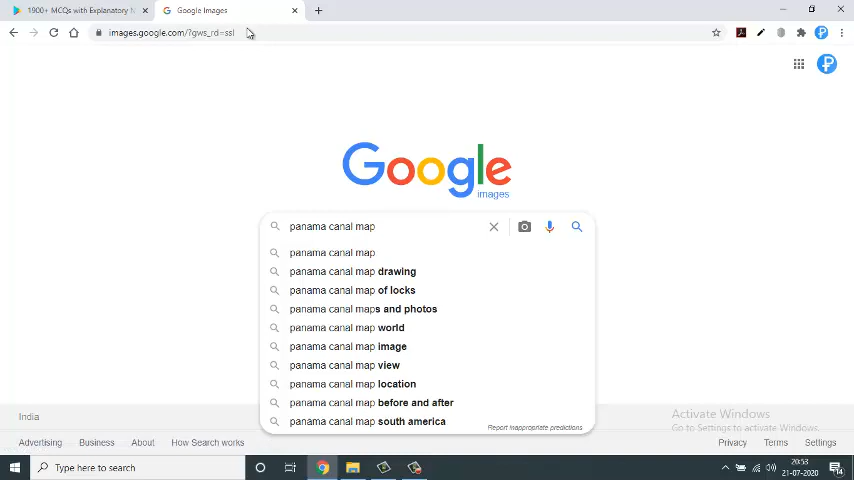 1900+ MCQs with Explanatory N
Google Images
images.google.com/?gws_rd=ssl
Google
images
panama canal map
panama canal map
panama canal map drawing
panama canal map of locks
panama canal maps and photos
panama canal map world
panama canal map image
panama canal map view
panama canal map location
panama canal map before and after
panama canal map south america
Report inappropriate predictions
India
Activate Windows
Go to Settings to activate Windows.
Advertising Business About How Search works Privacy Terms Settings
Type here to search
20:53
21-07-2020
14